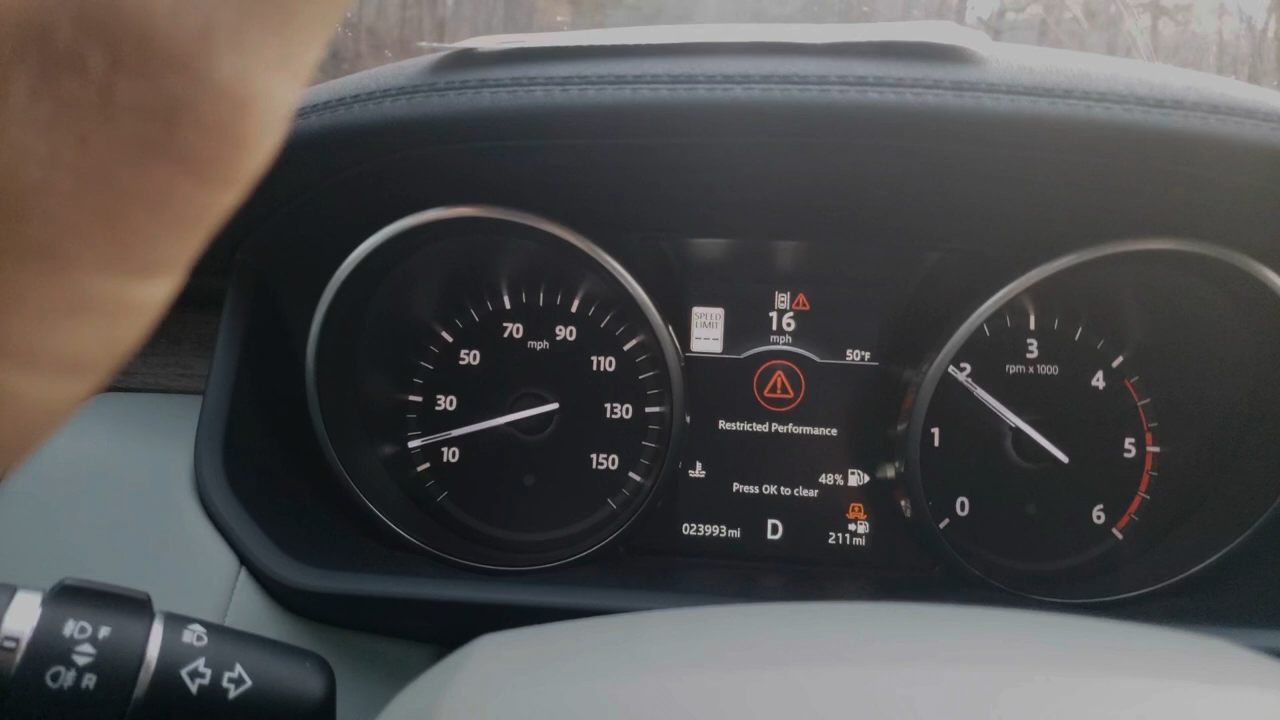 70 90
mph
50
110
30
130
10
150
SPEED
LIMIT
---
16
mph
50°F
Restricted Performance
48%
Press OK to clear
023993mi
D
211mi
3
rpm x 1000
2
4
1
5
0
6
F
R